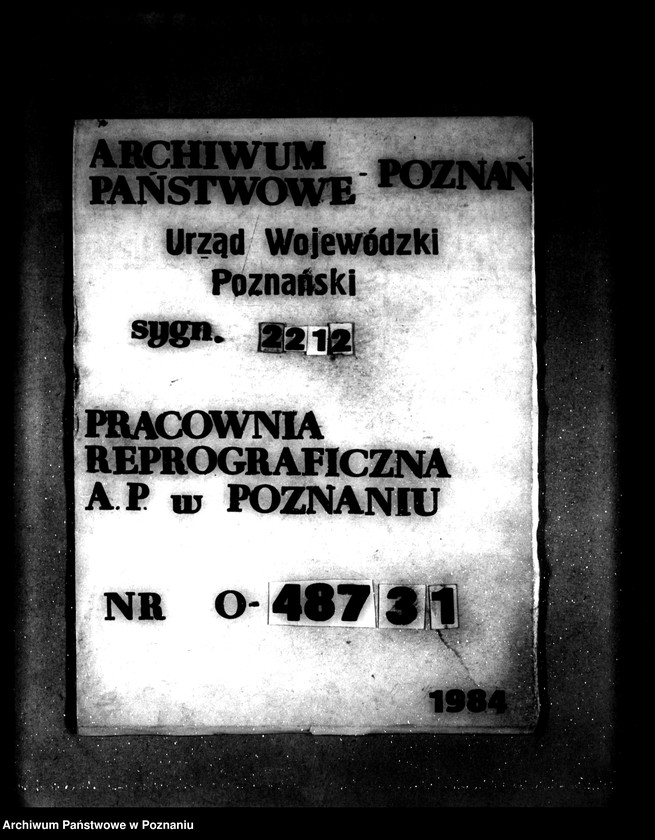 ARCHIWUM
PAŃSTWOWE - POZNAŃ
Urząd Wojewódzki
Poznański
sygn. 2212
PRACOWNIA
REPROGRAFICZNA
A.P. w POZNANIU
NR O-48731
1984
Archiwum Państwowe w Poznaniu